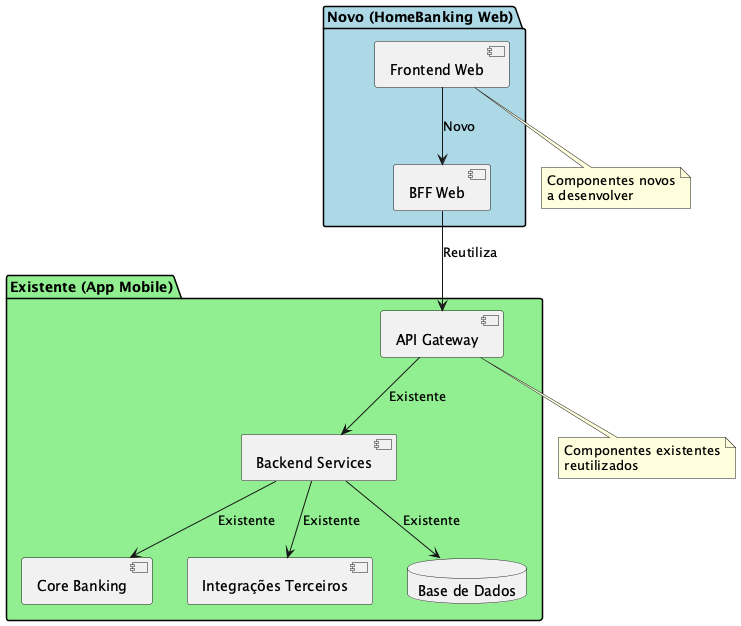 Novo (HomeBanking Web)
Frontend Web
Novo
Componentes novos
a desenvolver
BFF Web
Reutiliza
Existente (App Mobile)
API Gateway
Existente
Componentes existentes
reutilizados
Backend Services
Existente
Existente
Existente
Core Banking
Integrações Terceiros
Base de Dados